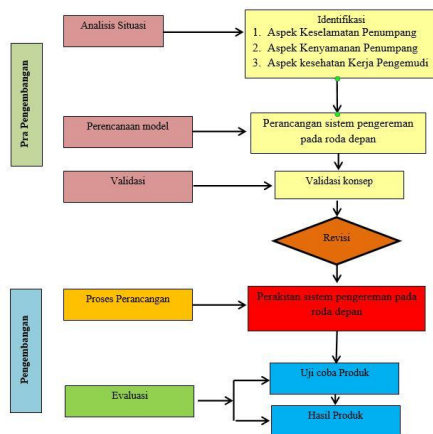 Pra Pengembangan
Analisis Situasi
Identifikasi
1. Aspek Keselamatan Penumpang
2. Aspek Kenyamanan Penumpang
3. Aspek kesehatan Kerja Pengemudi
Perencanaan model
Perancangan sistem pengereman
pada roda depan
Validasi
Validasi konsep
Revisi
Pengembangan
Proses Perancangan
Perakitan sistem pengereman pada
roda depan
Evaluasi
Uji coba Produk
Hasil Produk